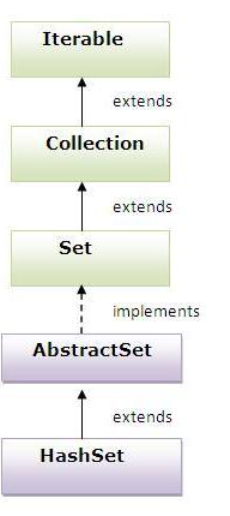 Iterable
extends
Collection
extends
Set
implements
AbstractSet
extends
HashSet